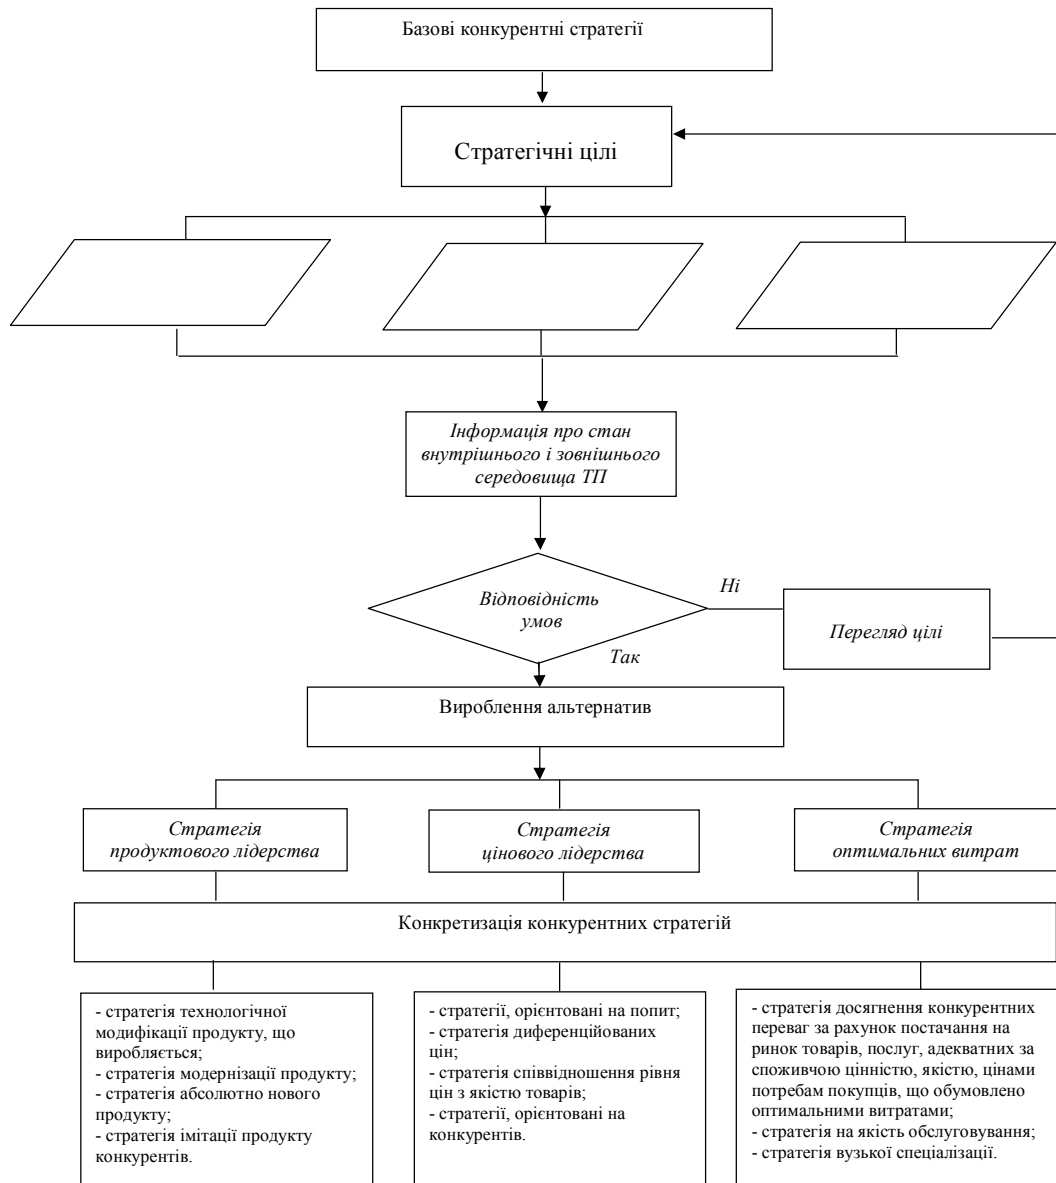 Базові конкурентні стратегії
Стратегічні цілі
Інформація про стан
внутрішнього і зовнішнього
середовища ТП
Відповідність
умов
Ні
Перегляд цілі
Так
Вироблення альтернатив
Стратегія
продуктового лідерства
Стратегія
цінового лідерства
Стратегія
оптимальних витрат
Конкретизація конкурентних стратегій
- стратегія технологічної
модифікації продукту, що
виробляється;
- стратегія модернізації продукту;
- стратегія абсолютно нового
продукту;
- стратегія імітації продукту
конкурентів.
- стратегії, орієнтовані на попит;
- стратегія диференційованих
цін;
- стратегія співвідношення рівня
цін з якістю товарів;
- стратегії, орієнтовані на
конкурентів.
- стратегія досягнення конкурентних
переваг за рахунок постачання на
ринок товарів, послуг, адекватних за
споживчою цінністю, якістю, цінами
потребам покупців, що обумовлено
оптимальними витратами;
- стратегія на якість обслуговування;
- стратегія вузької спеціалізації.